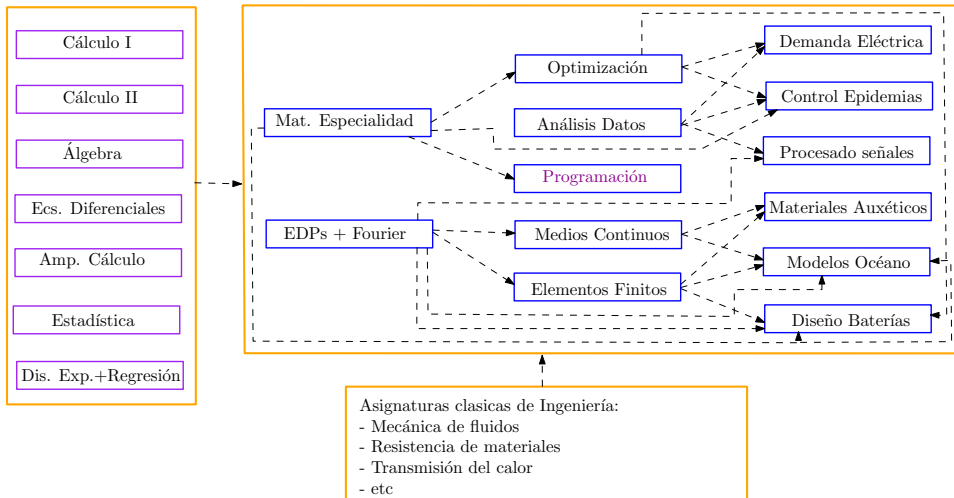 Cálculo I
Cálculo II
Álgebra
Ecs. Diferenciales
Amp. Cálculo
Estadística
Dis. Exp.+Regresión
Mat. Especialidad
EDPs + Fourier
Optimización
Análisis Datos
Programación
Medios Continuos
Elementos Finitos
Demanda Eléctrica
Control Epidemias
Procesado señales
Materiales Auxéticos
Modelos Océano
Diseño Baterías
Asignaturas clasicas de Ingeniería:
- Mecánica de fluidos
- Resistencia de materiales
- Transmisión del calor
- etc